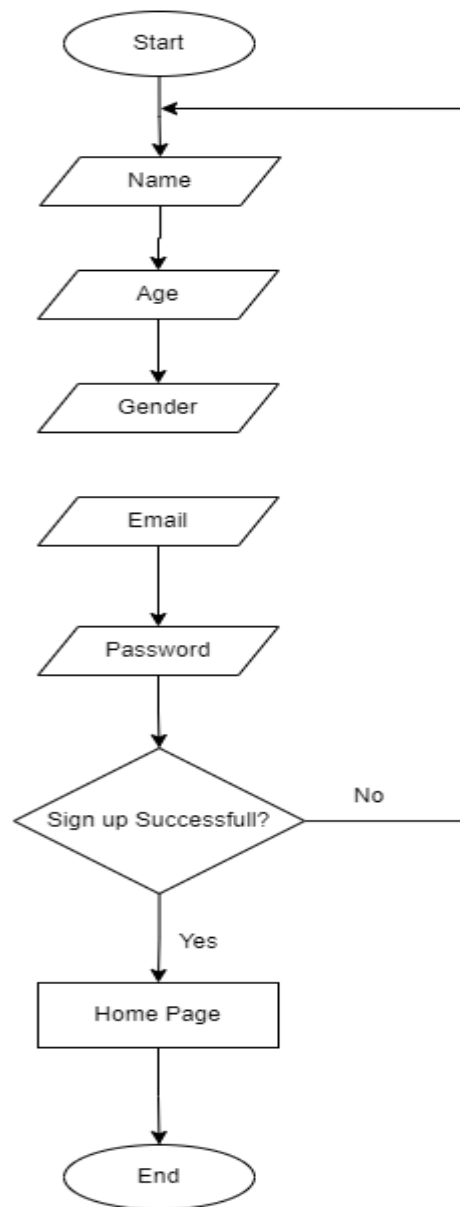 Start
Name
Age
Gender
Email
Password
Sign up Successfull?
No
Yes
Home Page
End